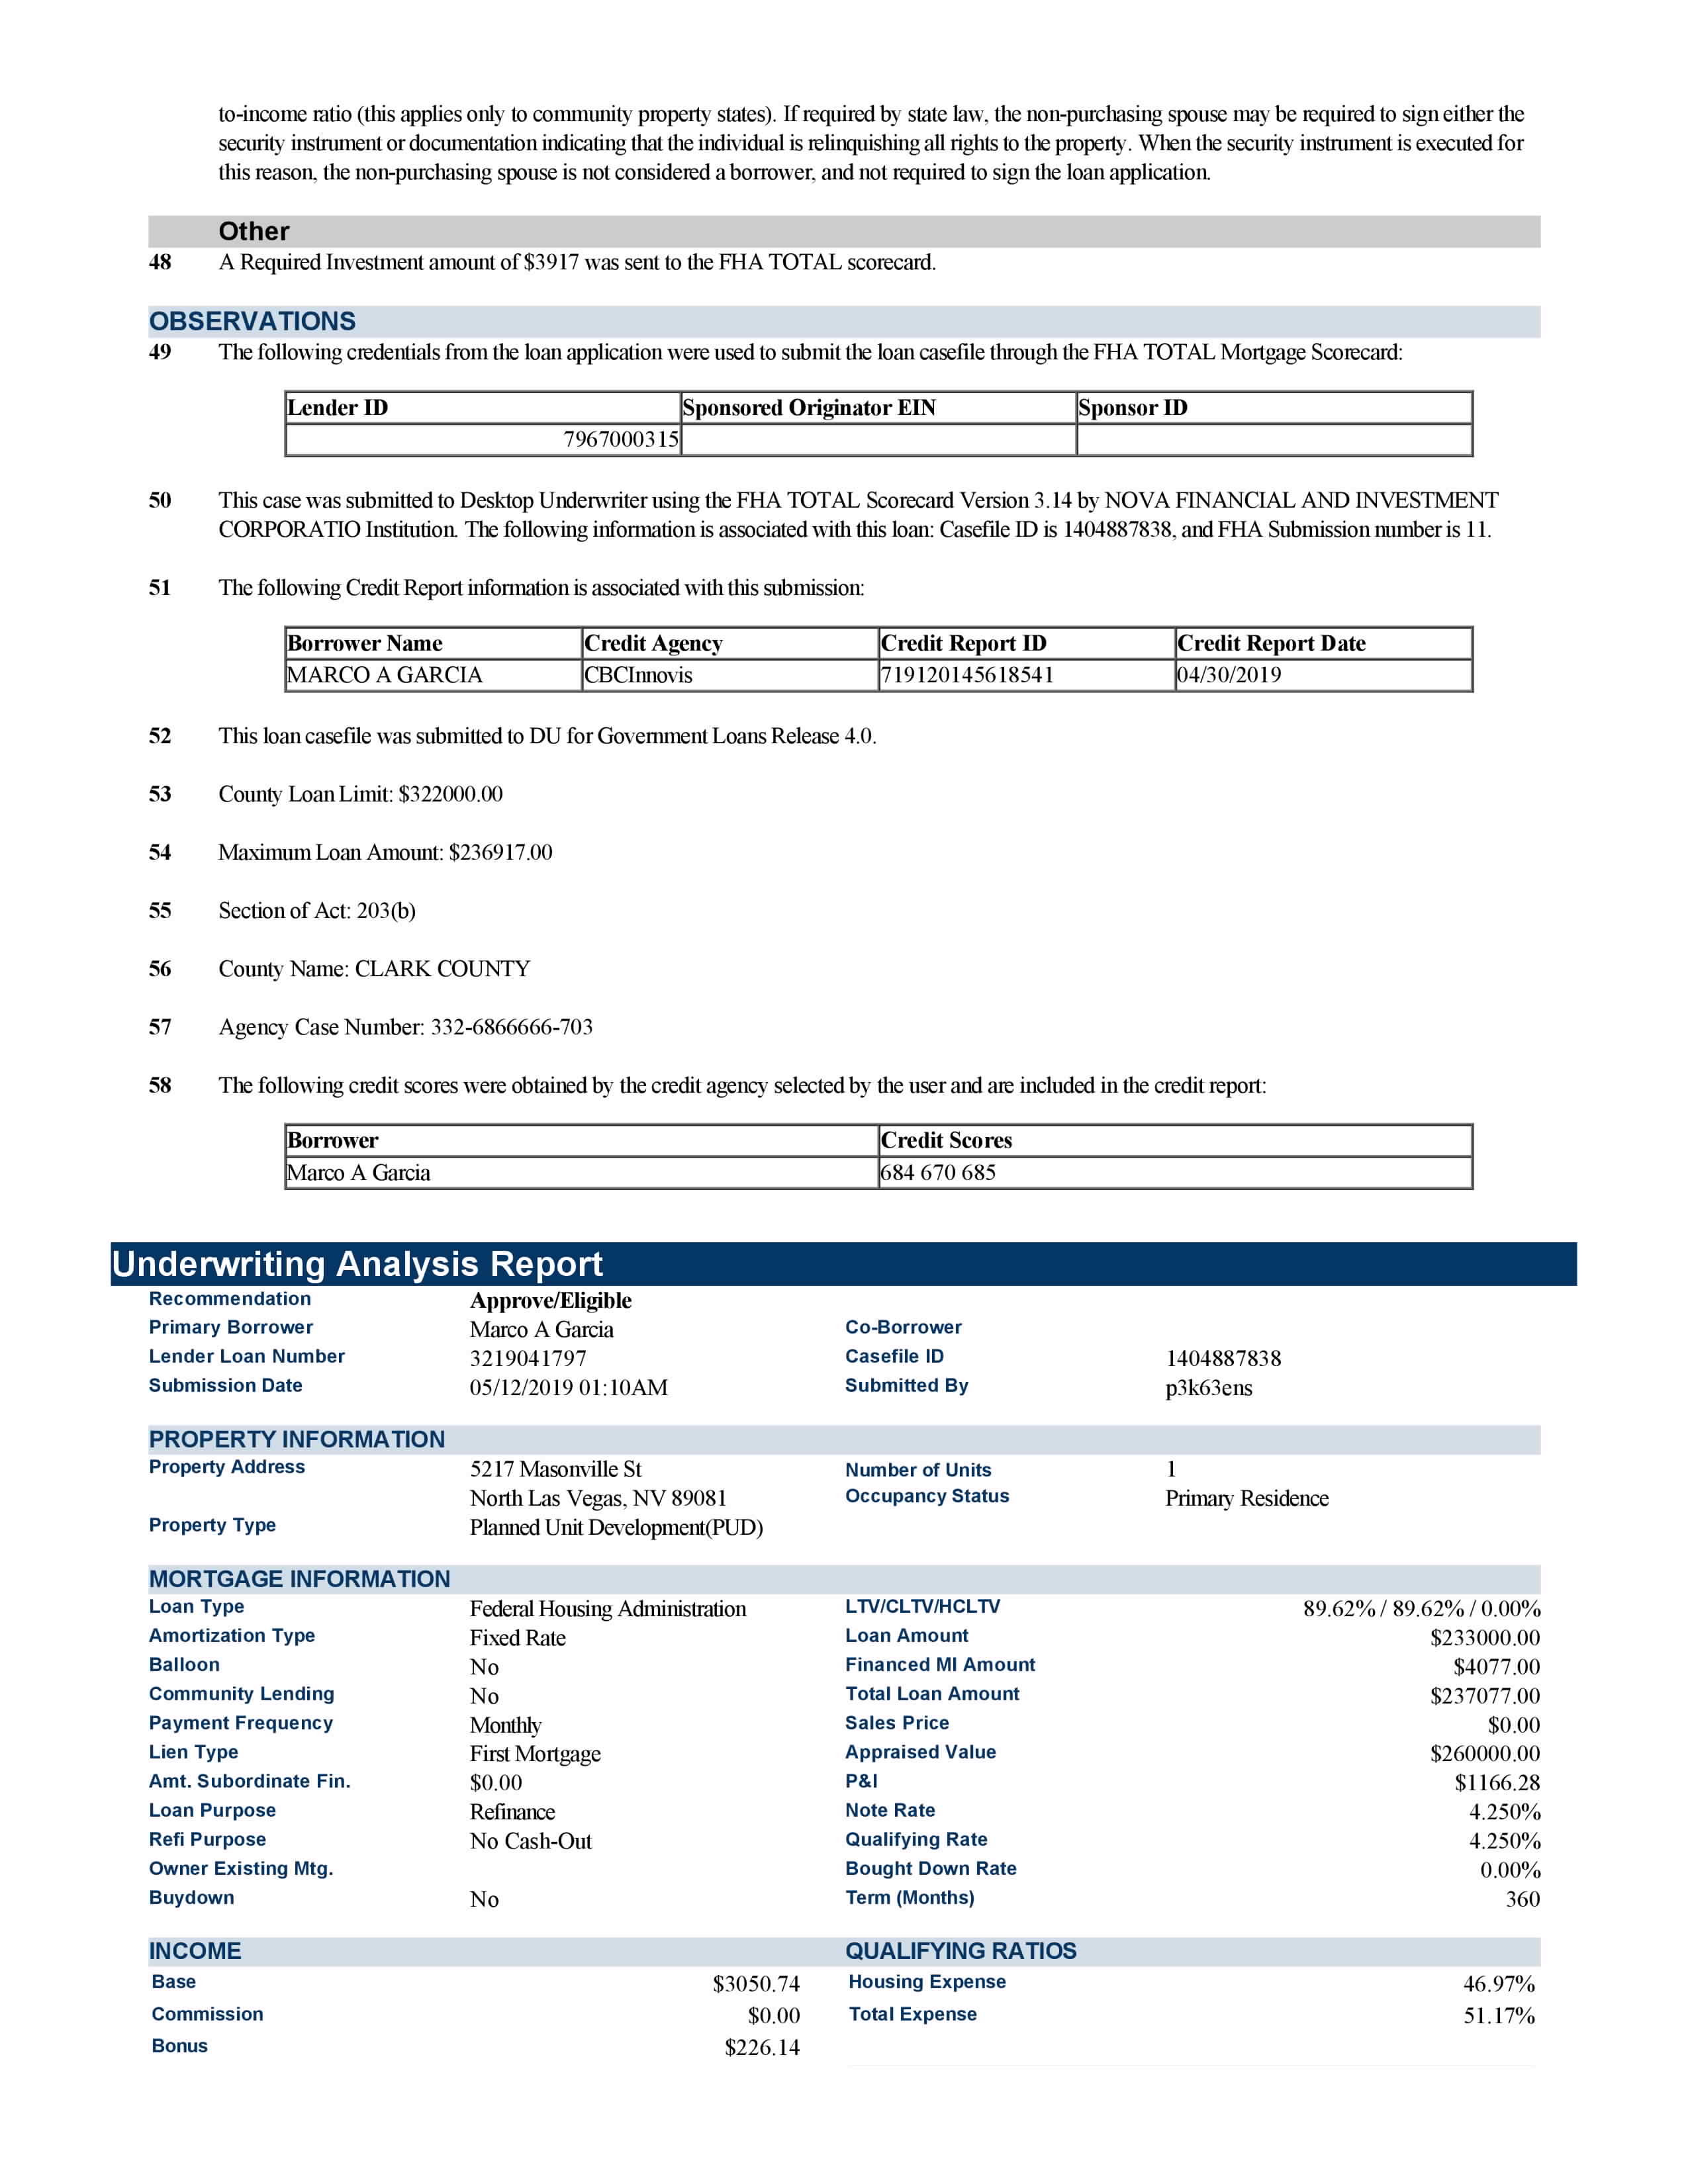 to-income ratio (this applies only to community property states). If required by state law, the non-purchasing spouse may be required to sign either the
security instrument or documentation indicating that the individual is relinquishing all rights to the property. When the security instrument is executed for
this reason, the non-purchasing spouse is not considered a borrower, and not required to sign the loan application.
Other
48 A Required Investment amount of $3917 was sent to the FHA TOTAL scorecard.
OBSERVATIONS
49 The following credentials from the loan application were used to submit the loan casefile through the FHA TOTAL Mortgage Scorecard:
Lender ID Sponsored Originator EIN Sponsor ID
7967000315
50 This case was submitted to Desktop Underwriter using the FHA TOTAL Scorecard Version 3.14 by NOVA FINANCIAL AND INVESTMENT
CORPORATIO Institution. The following information is associated with this loan: Casefile ID is 1404887838, and FHA Submission number is 11.
51 The following Credit Report information is associated with this submission:
Borrower Name Credit Agency Credit Report ID Credit Report Date
MARCO A GARCIA CBCInnovis 719120145618541 04/30/2019
52 This loan casefile was submitted to DU for Government Loans Release 4.0.
53 County Loan Limit: $322000.00
54 Maximum Loan Amount: $236917.00
55 Section of Act: 203(b)
56 County Name: CLARK COUNTY
57 Agency Case Number: 332-6866666-703
58 The following credit scores were obtained by the credit agency selected by the user and are included in the credit report:
Borrower Credit Scores
Marco A Garcia 684 670 685
Underwriting Analysis Report
Recommendation Approve/Eligible
Primary Borrower Marco A Garcia Co-Borrower
Lender Loan Number 3219041797 Casefile ID 1404887838
Submission Date 05/12/2019 01:10AM Submitted By p3k63ens
PROPERTY INFORMATION
Property Address 5217 Masonville St Number of Units 1
North Las Vegas, NV 89081 Occupancy Status Primary Residence
Property Type Planned Unit Development(PUD)
MORTGAGE INFORMATION
Loan Type Federal Housing Administration LTV/CLTV/HCLTV 89.62% / 89.62% / 0.00%
Amortization Type Fixed Rate Loan Amount $233000.00
Balloon No Financed MI Amount $4077.00
Community Lending No Total Loan Amount $237077.00
Payment Frequency Monthly Sales Price $0.00
Lien Type First Mortgage Appraised Value $260000.00
Amt. Subordinate Fin. $0.00 P&I $1166.28
Loan Purpose Refinance Note Rate 4.250%
Refi Purpose No Cash-Out Qualifying Rate 4.250%
Owner Existing Mtg. Bought Down Rate 0.00%
Buydown No Term (Months) 360
INCOME QUALIFYING RATIOS
Base $3050.74 Housing Expense 46.97%
Commission $0.00 Total Expense 51.17%
Bonus $226.14